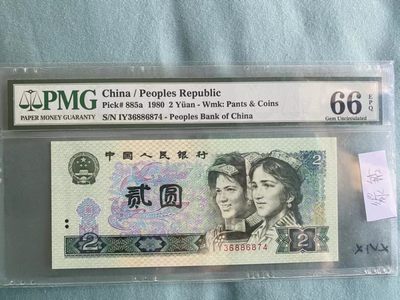 PMG
PAPER MONEY GUARANTY
China / Peoples Republic
Pick# 885a 1980 2 Yüan - Wmk: Pants & Coins
S/N IY36886874 - Peoples Bank of China
66 EPQ
Gem Uncirculated
中国人民银行
贰圆
2
2
IY36886874
2